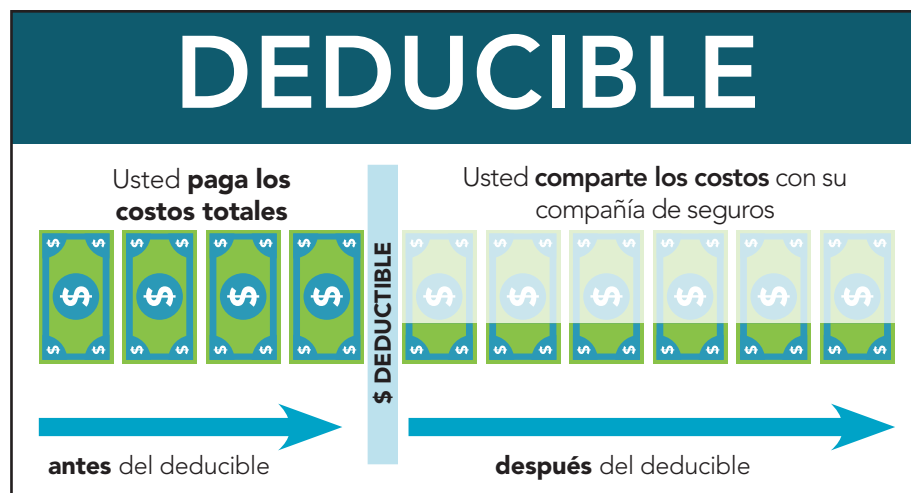 DEDUCIBLE
Usted paga los
costos totales
Usted comparte los costos con su
compañía de seguros
$ DEDUCTIBLE
antes del deducible
después del deducible